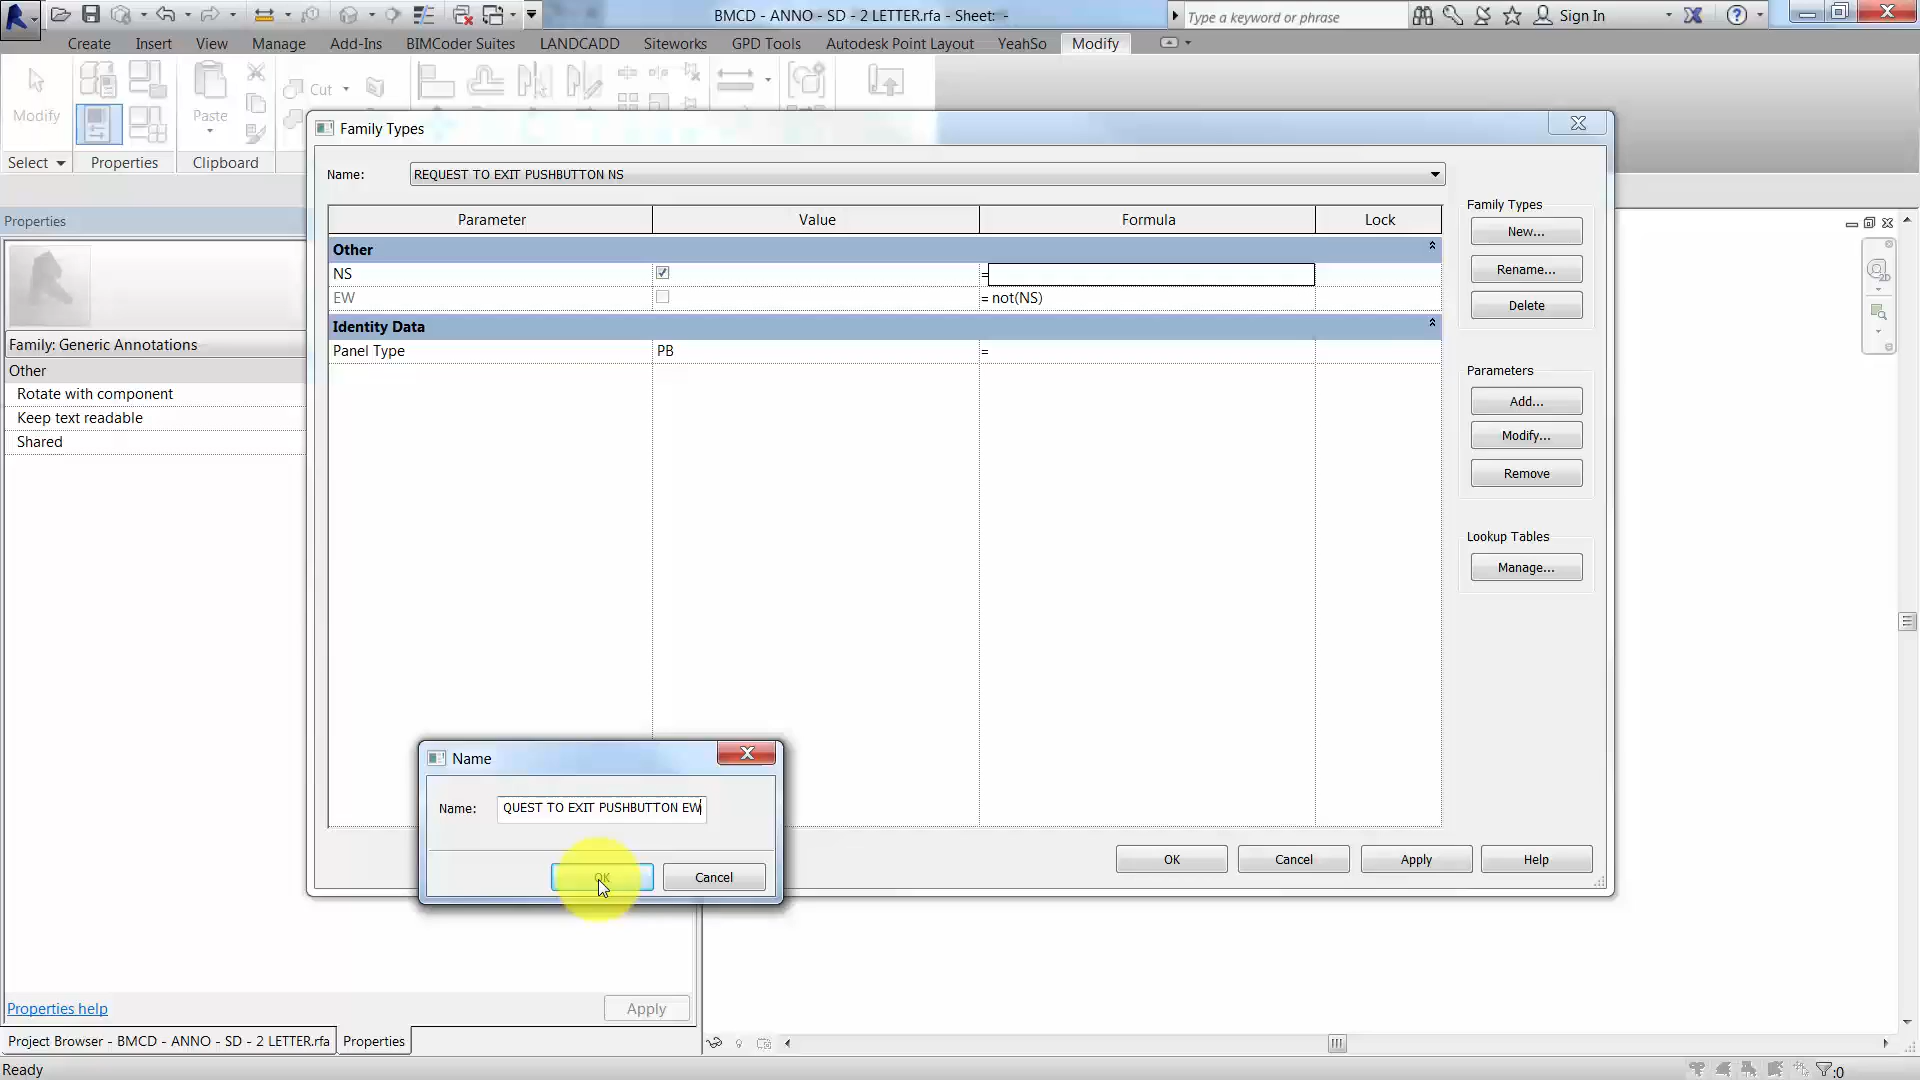 BMCD - ANNO - SD - 2 LETTER.rfa - Sheet:  -
Type a keyword or phrase
Sign In
Create Insert View Manage Add-Ins BIMCoder Suites LANDCADD Siteworks GPD Tools Autodesk Point Layout YeahSo Modify
Modify
Cut
Paste
Select Properties Clipboard
Properties
Family: Generic Annotations
Other
Rotate with component
Keep text readable
Shared
Properties help
Apply
Family Types
Name: REQUEST TO EXIT PUSHBUTTON NS
Parameter Value Formula Lock
Other
NS =
EW = not(NS)
Identity Data
Panel Type PB =
Family Types
New...
Rename...
Delete
Parameters
Add...
Modify...
Remove
Lookup Tables
Manage...
OK Cancel Apply Help
Name
Name: QUEST TO EXIT PUSHBUTTON EW
OK Cancel
Project Browser - BMCD - ANNO - SD - 2 LETTER.rfa Properties
Ready
:0